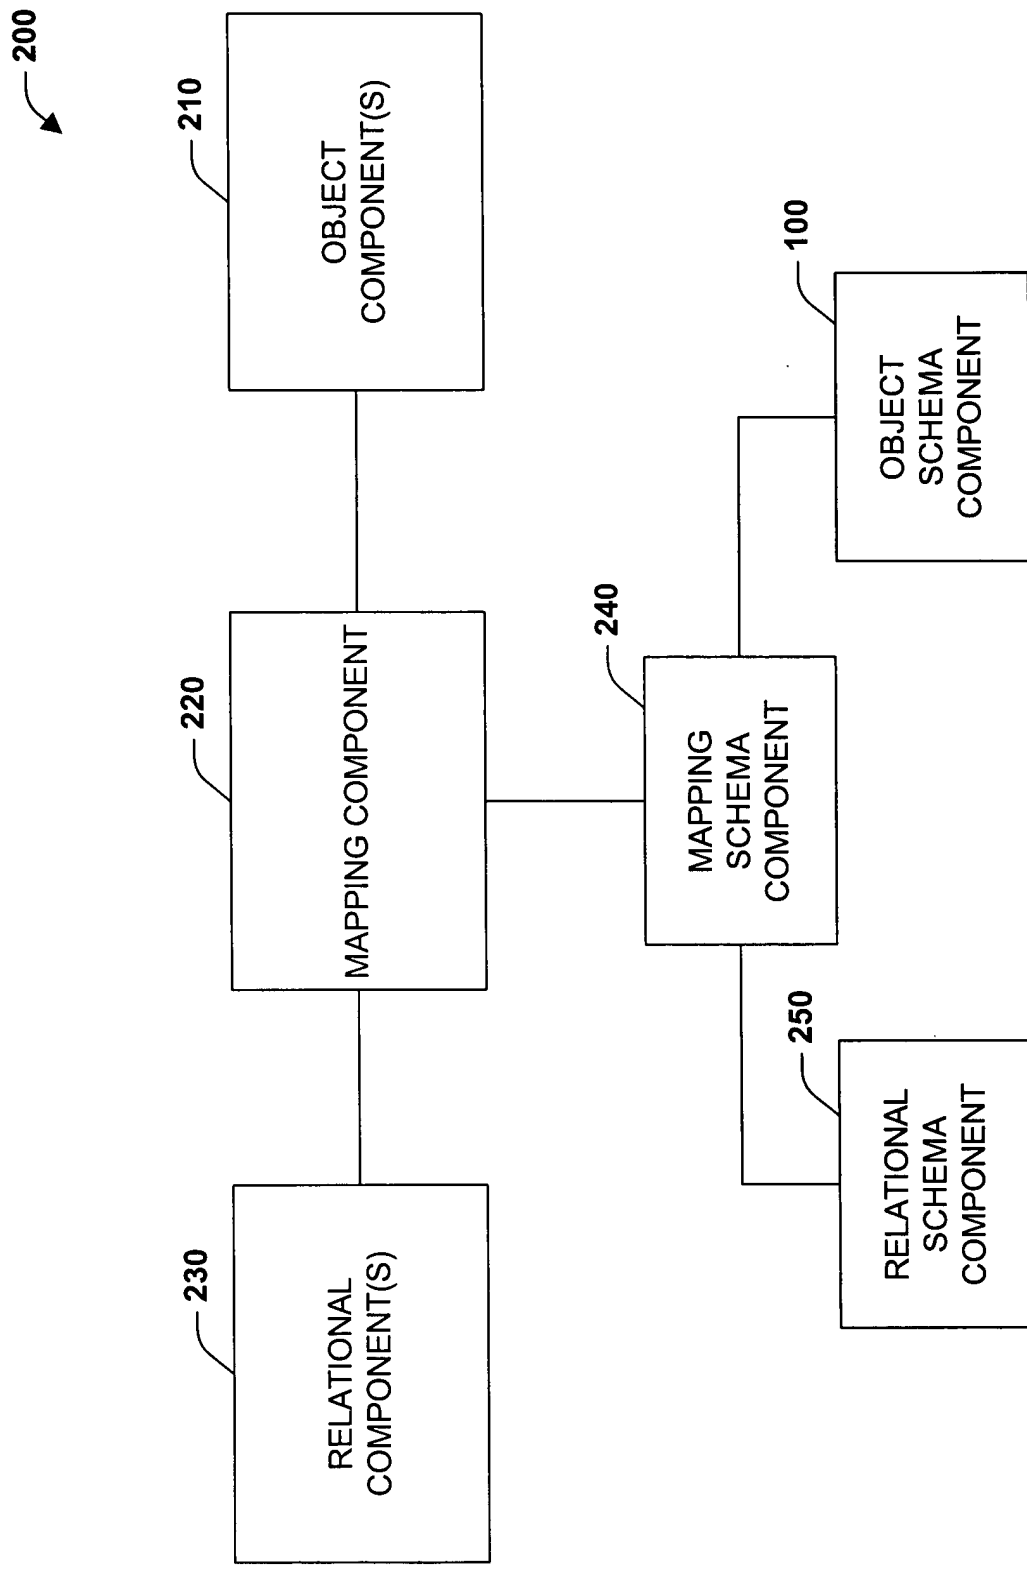 200
230
RELATIONAL
COMPONENT(S)
220
MAPPING COMPONENT
210
OBJECT
COMPONENT(S)
240
MAPPING
SCHEMA
COMPONENT
250
RELATIONAL
SCHEMA
COMPONENT
100
OBJECT
SCHEMA
COMPONENT